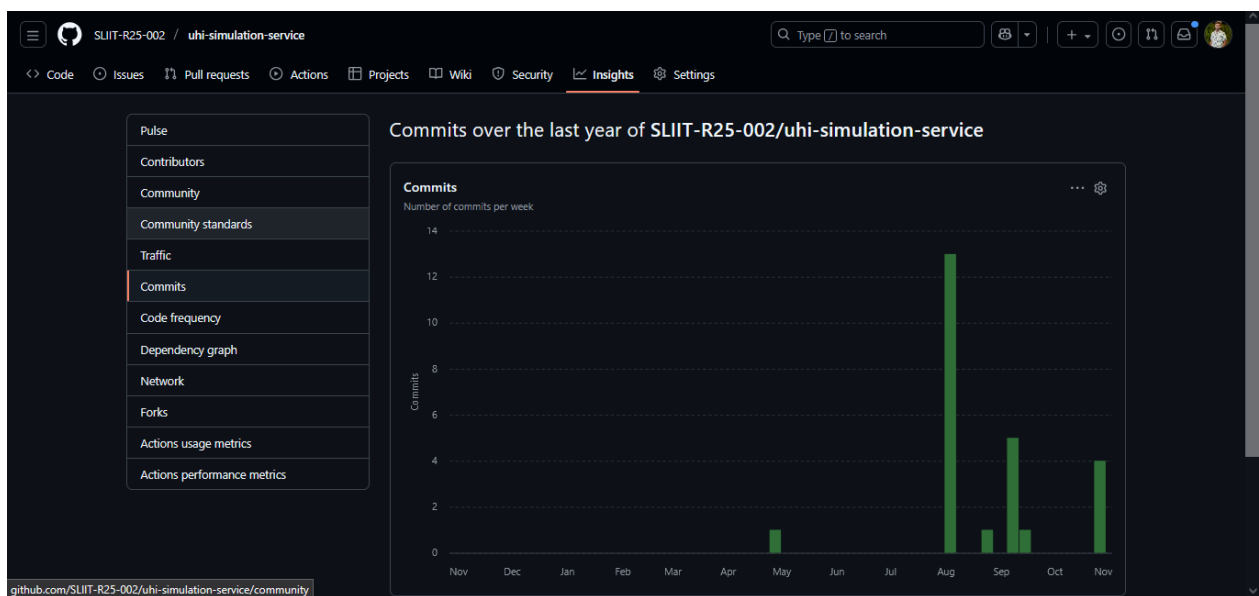 SLIIT-R25-002 / uhi-simulation-service
Type / to search
Code Issues Pull requests Actions Projects Wiki Security Insights Settings
Pulse
Contributors
Community
Community standards
Traffic
Commits
Code frequency
Dependency graph
Network
Forks
Actions usage metrics
Actions performance metrics
Commits over the last year of SLIIT-R25-002/uhi-simulation-service
Commits
Number of commits per week
Commits
14
12
10
8
6
4
2
0
Nov Dec Jan Feb Mar Apr May Jun Jul Aug Sep Oct Nov
github.com/SLIIT-R25-002/uhi-simulation-service/community